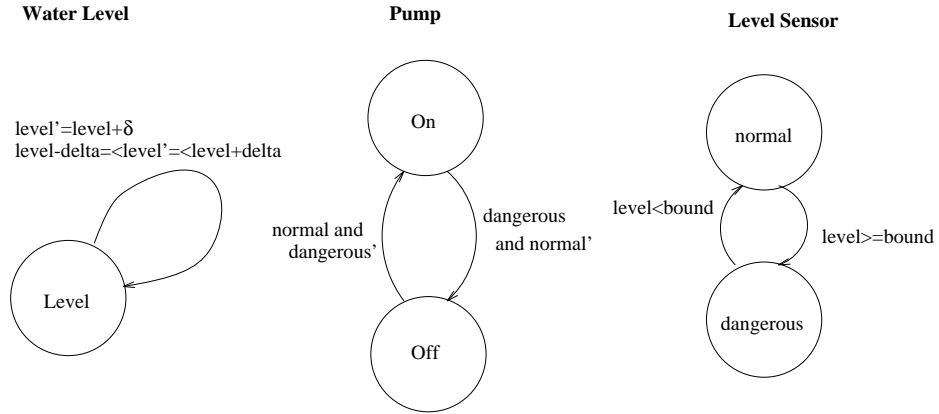 Water Level
level'=level+δ
level-delta=<level'=<level+delta
Level
Pump
On
normal and
dangerous'
dangerous
and normal'
Off
Level Sensor
normal
level<bound
level>=bound
dangerous